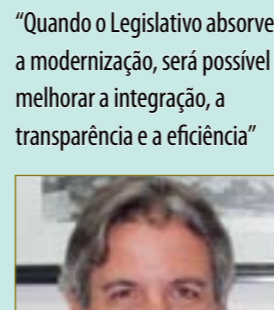 “Quando o Legislativo absorve
a modernização, será possível
melhorar a integração, a
transparência e a eficiência”